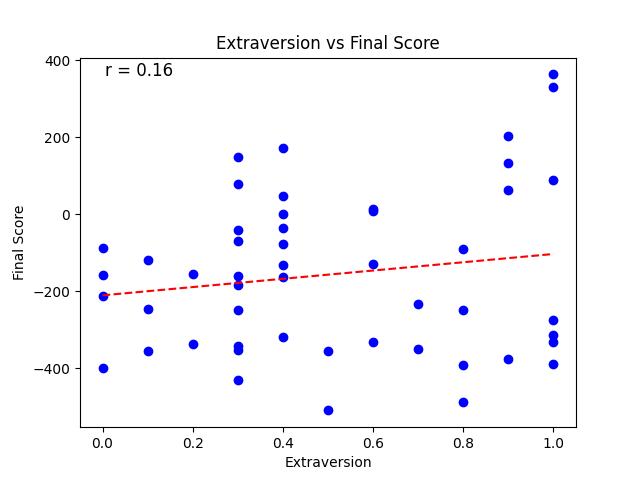 Extraversion vs Final Score
r = 0.16
400
200
0
−200
−400
Final Score
0.0 0.2 0.4 0.6 0.8 1.0
Extraversion